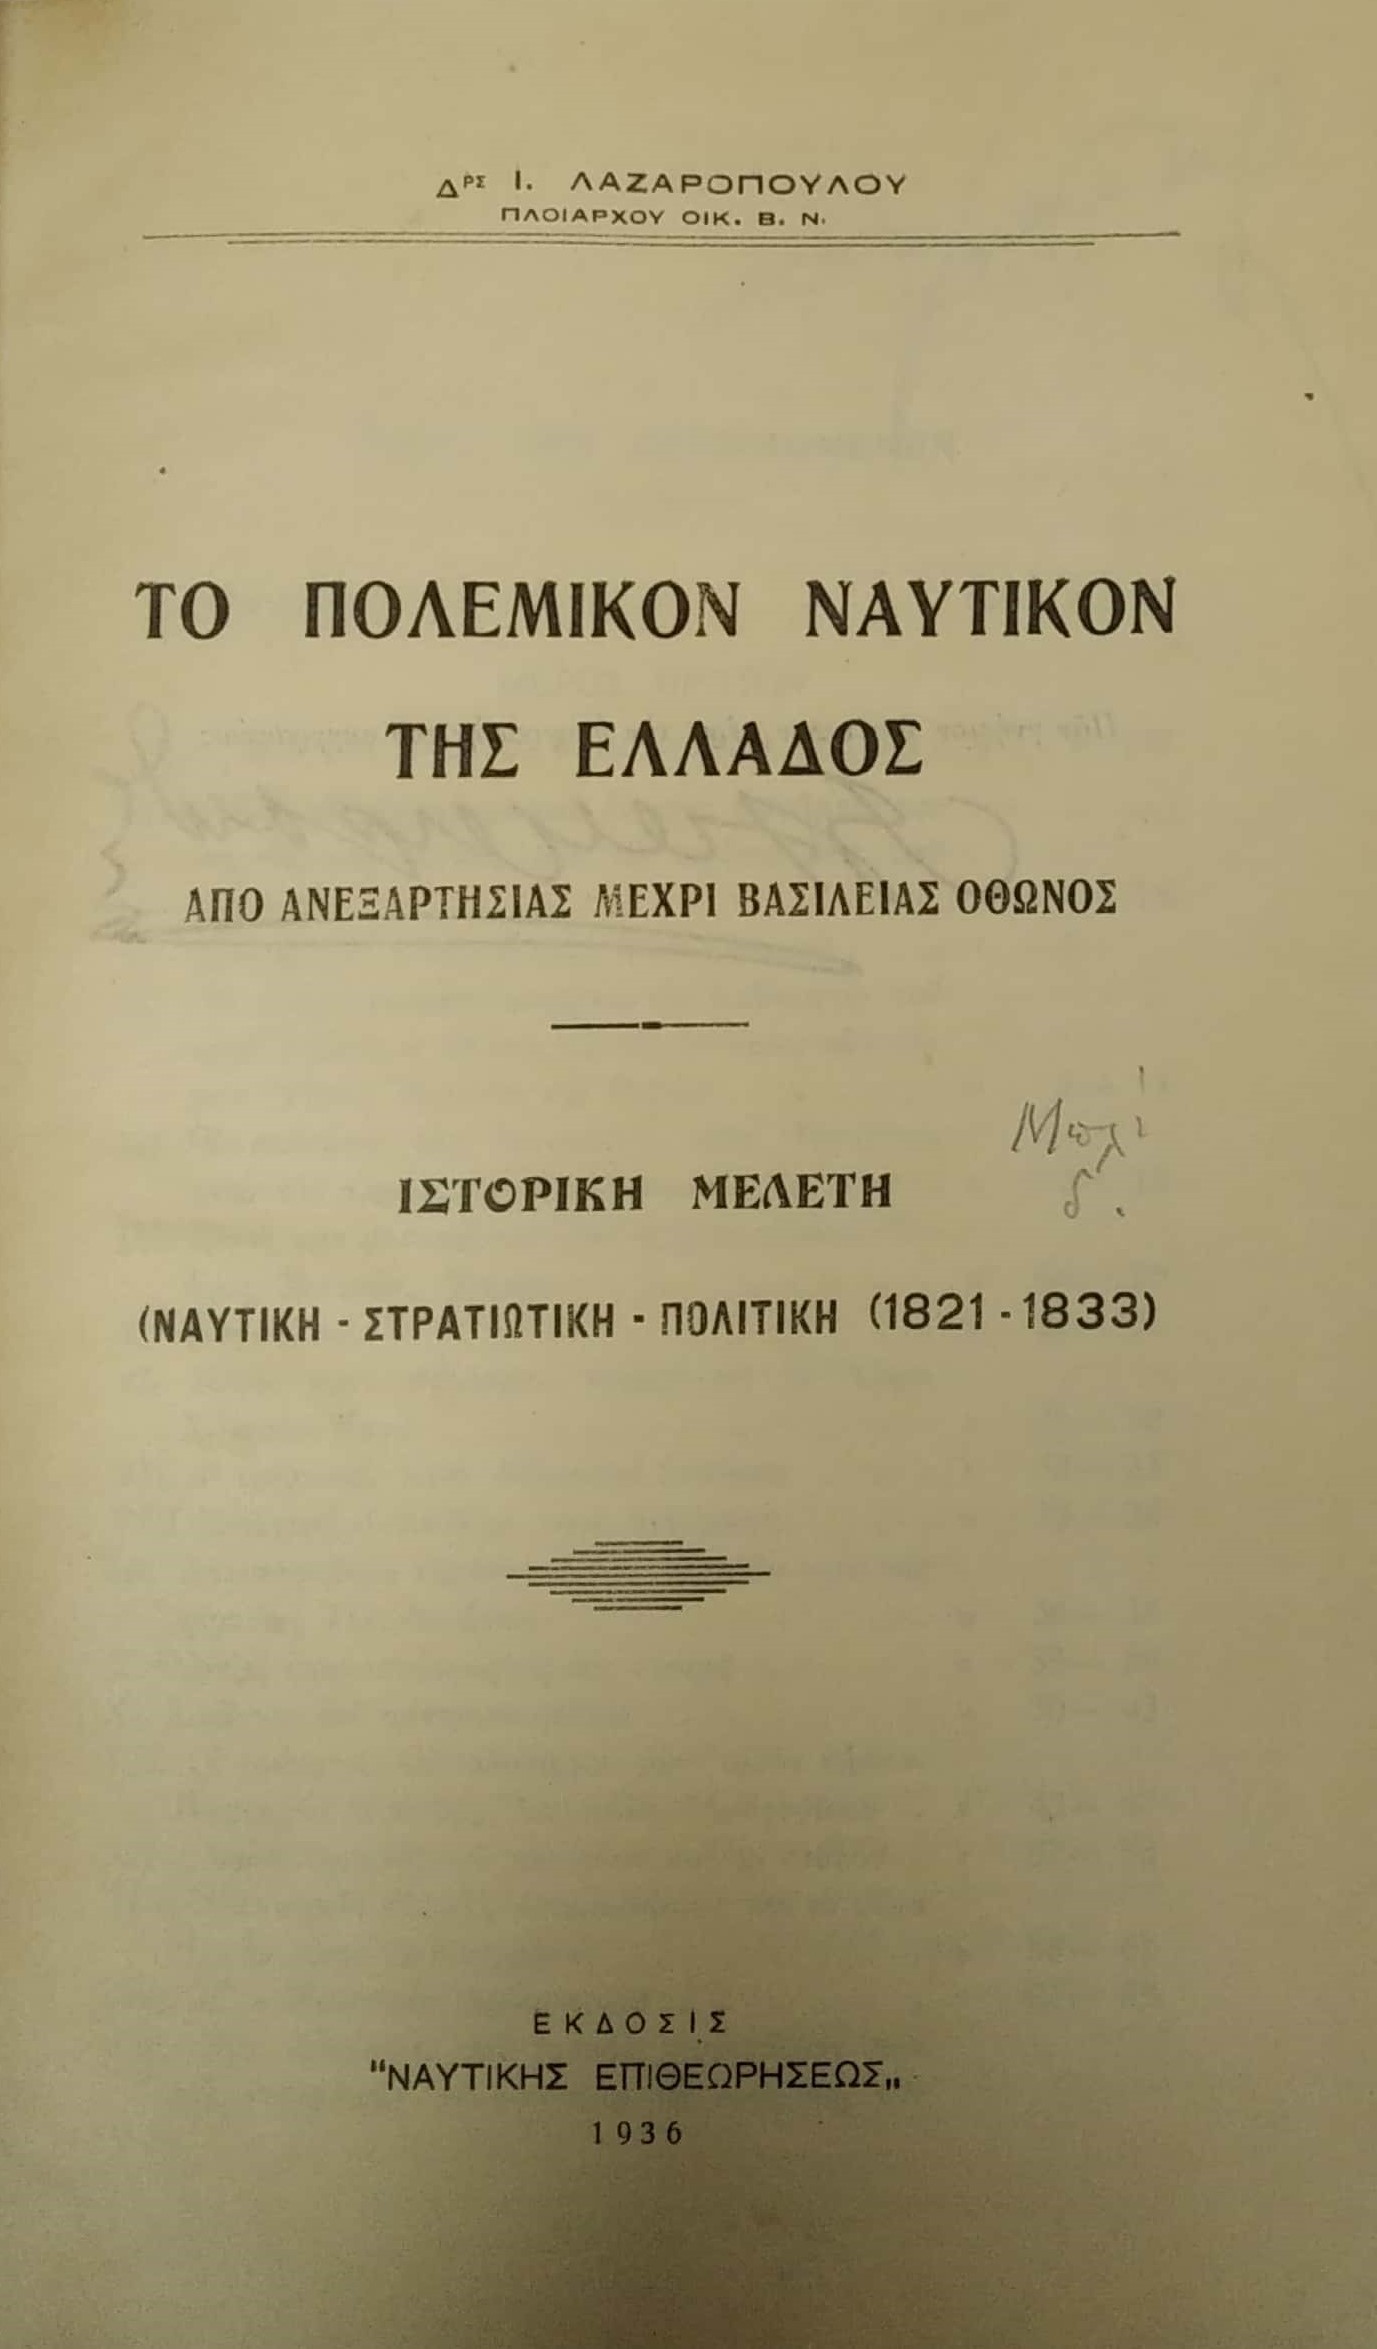 Δ ΡΣ Ι. ΛΑΖΑΡΟΠΟΥΛΟΥ
ΠΛΟΙΑΡΧΟΥ ΟΙΚ. Β. Ν.
ΤΟ ΠΟΛΕΜΙΚΟΝ ΝΑΥΤΙΚΟΝ
ΤΗΣ ΕΛΛΑΔΟΣ
ΑΠΟ ΑΝΕΞΑΡΤΗΣΙΑΣ ΜΕΧΡΙ ΒΑΣΙΛΕΙΑΣ ΟΘΩΝΟΣ
ΙΣΤΟΡΙΚΗ ΜΕΛΕΤΗ
(ΝΑΥΤΙΚΗ - ΣΤΡΑΤΙΩΤΙΚΗ - ΠΟΛΙΤΙΚΗ (1821 - 1833)
ΕΚΔΟΣΙΣ
"ΝΑΥΤΙΚΗΣ ΕΠΙΘΕΩΡΗΣΕΩΣ„
1936